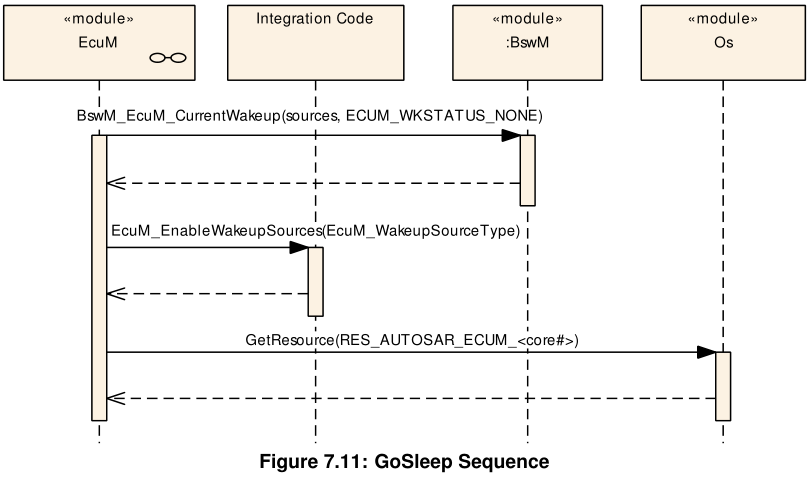 «module»
EcuM
Integration Code
«module»
:BswM
«module»
Os
BswM_EcuM_CurrentWakeup(sources, ECUM_WKSTATUS_NONE)
EcuM_EnableWakeupSources(EcuM_WakeupSourceType)
GetResource(RES_AUTOSAR_ECUM_<core#>)
Figure 7.11: GoSleep Sequence